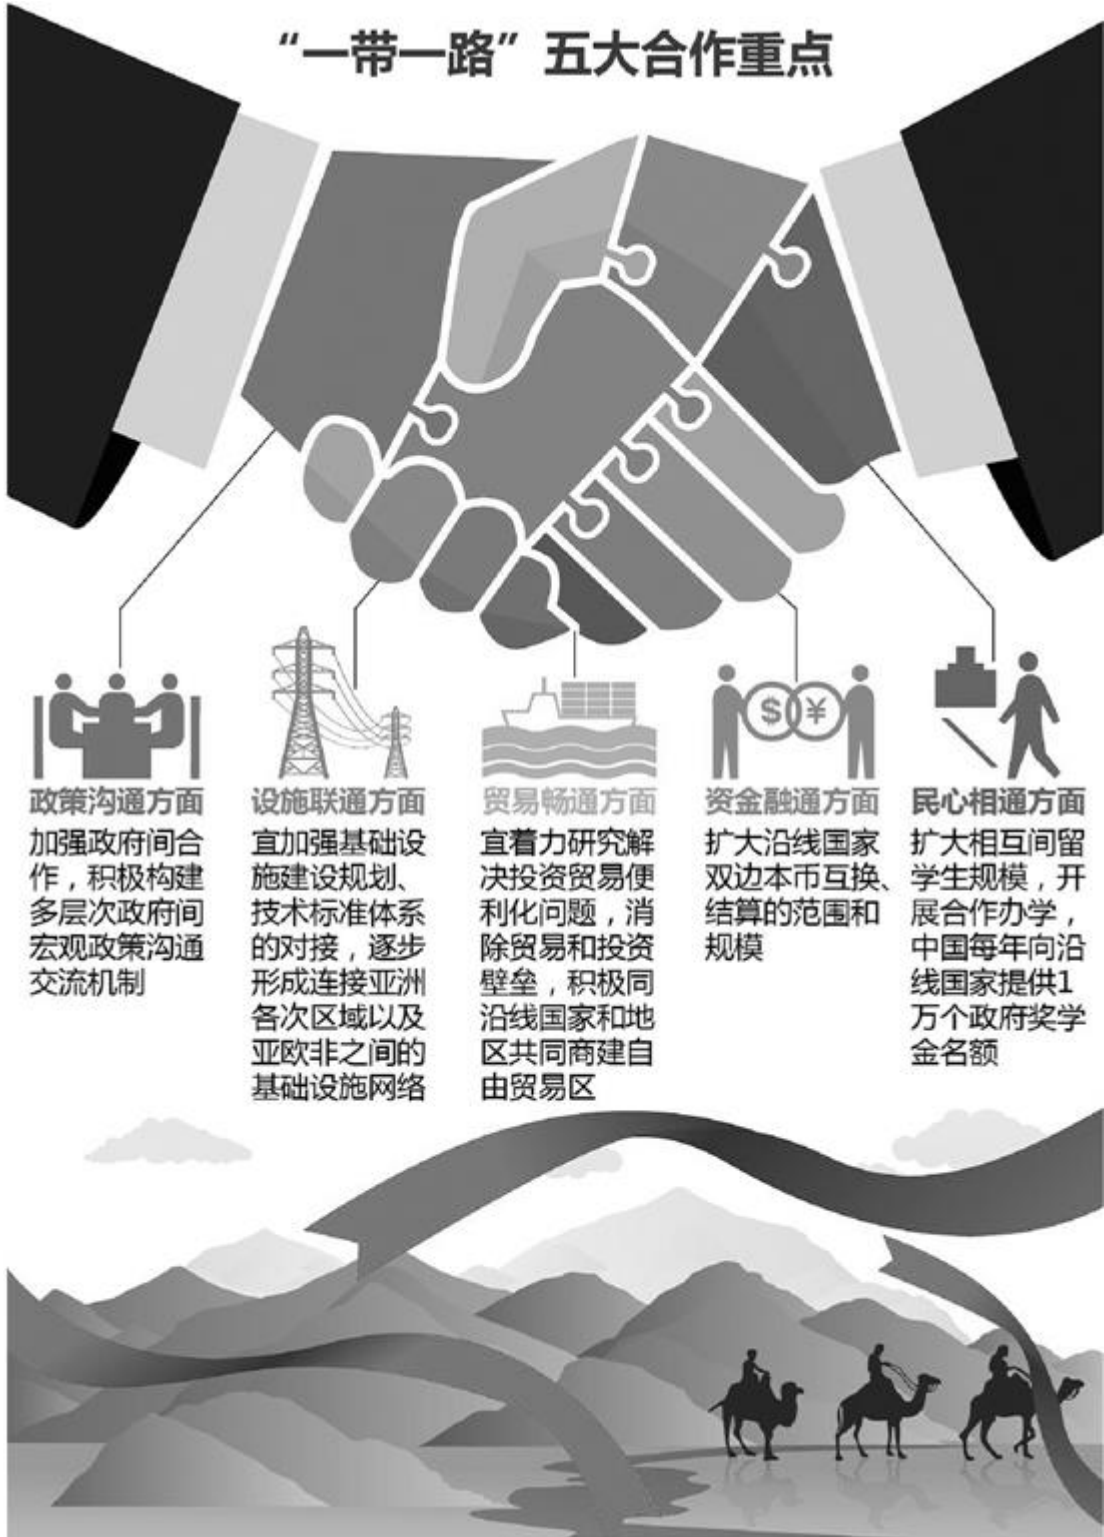 “一带一路”五大合作重点
$ ¥
政策沟通方面
加强政府间合
作，积极构建
多层次政府间
宏观政策沟通
交流机制
设施联通方面
宜加强基础设
施建设规划、
技术标准体系
的对接，逐步
形成连接亚洲
各次区域以及
亚欧非之间的
基础设施网络
贸易畅通方面
宜着力研究解
决投资贸易便
利化问题，消
除贸易和投资
壁垒，积极同
沿线国家和地
区共同商建自
由贸易区
资金融通方面
扩大沿线国家
双边本币互换、
结算的范围和
规模
民心相通方面
扩大相互间留
学生规模，开
展合作办学，
中国每年向沿
线国家提供1
万个政府奖学
金名额